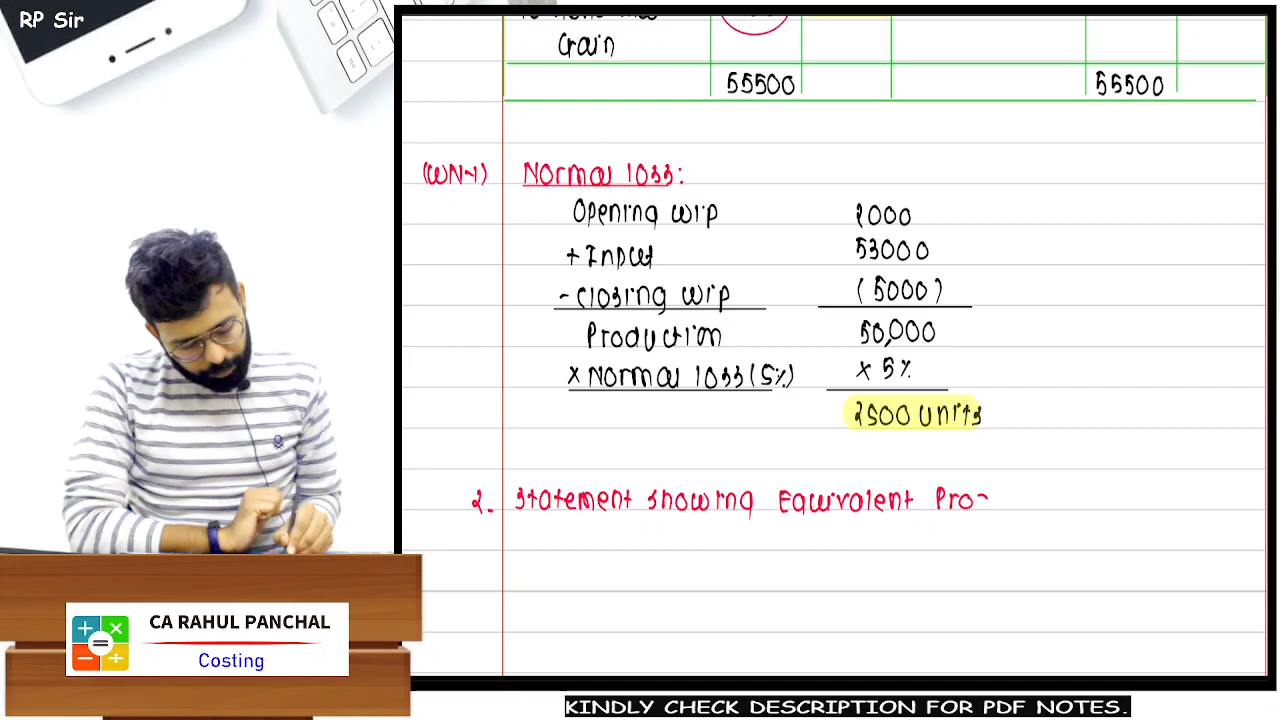 RP Sir
Gain
55500 55500
(WN-1) Normal loss:
Opening wip 2000
+ Input 53000
- closing wip (5000)
Production 50,000
x Normal loss (5%) x 5%
2500 units
2. Statement showing Equivalent Pro-
CA RAHUL PANCHAL
Costing
KINDLY CHECK DESCRIPTION FOR PDF NOTES.